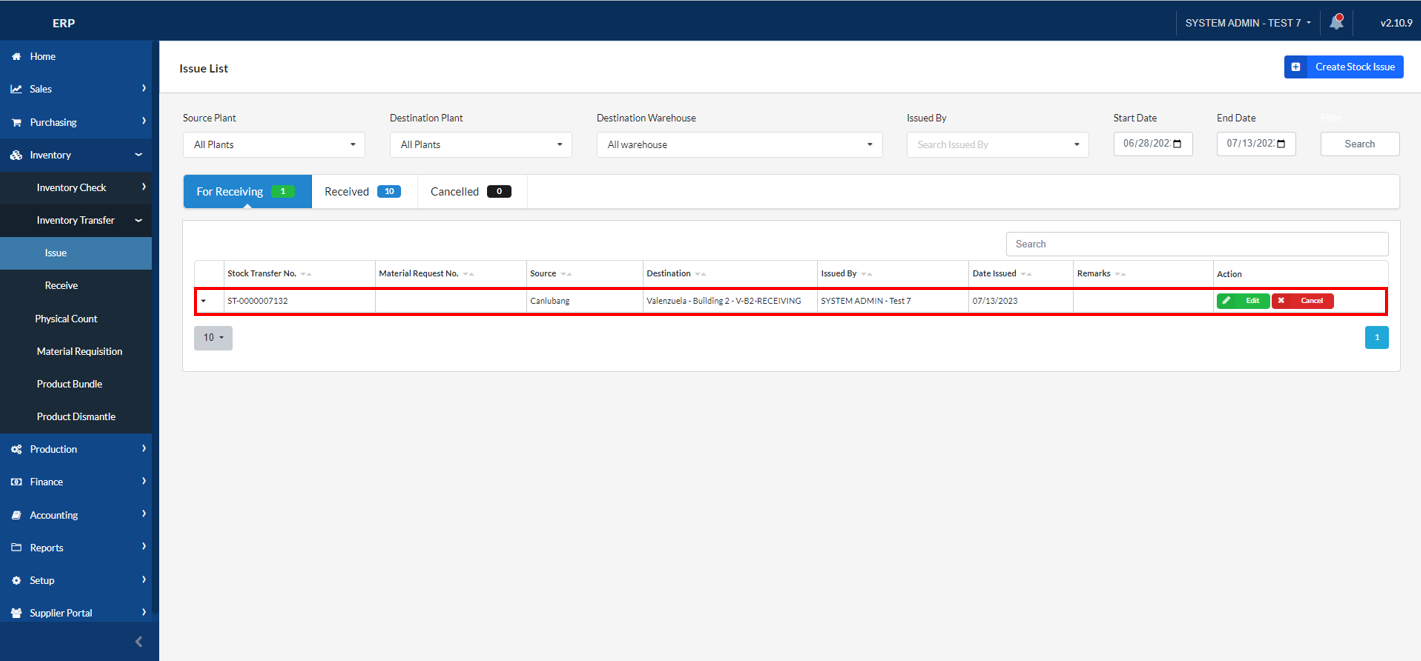 ERP
SYSTEM ADMIN - TEST 7
v2.10.9
Home
Sales
Purchasing
Inventory
Inventory Check
Inventory Transfer
Issue
Receive
Physical Count
Material Requisition
Product Bundle
Product Dismantle
Production
Finance
Accounting
Reports
Setup
Supplier Portal
Issue List
Create Stock Issue
Source Plant Destination Plant Destination Warehouse Issued By Start Date End Date Filter
All Plants All Plants All warehouse Search Issued By 06/28/202 07/13/202 Search
For Receiving 1 Received 10 Cancelled 0
Search
Stock Transfer No. Material Request No. Source Destination Issued By Date Issued Remarks Action
ST-0000007132 Canlubang Valenzuela - Building 2 - V-B2-RECEIVING SYSTEM ADMIN - Test 7 07/13/2023 Edit Cancel
10 1